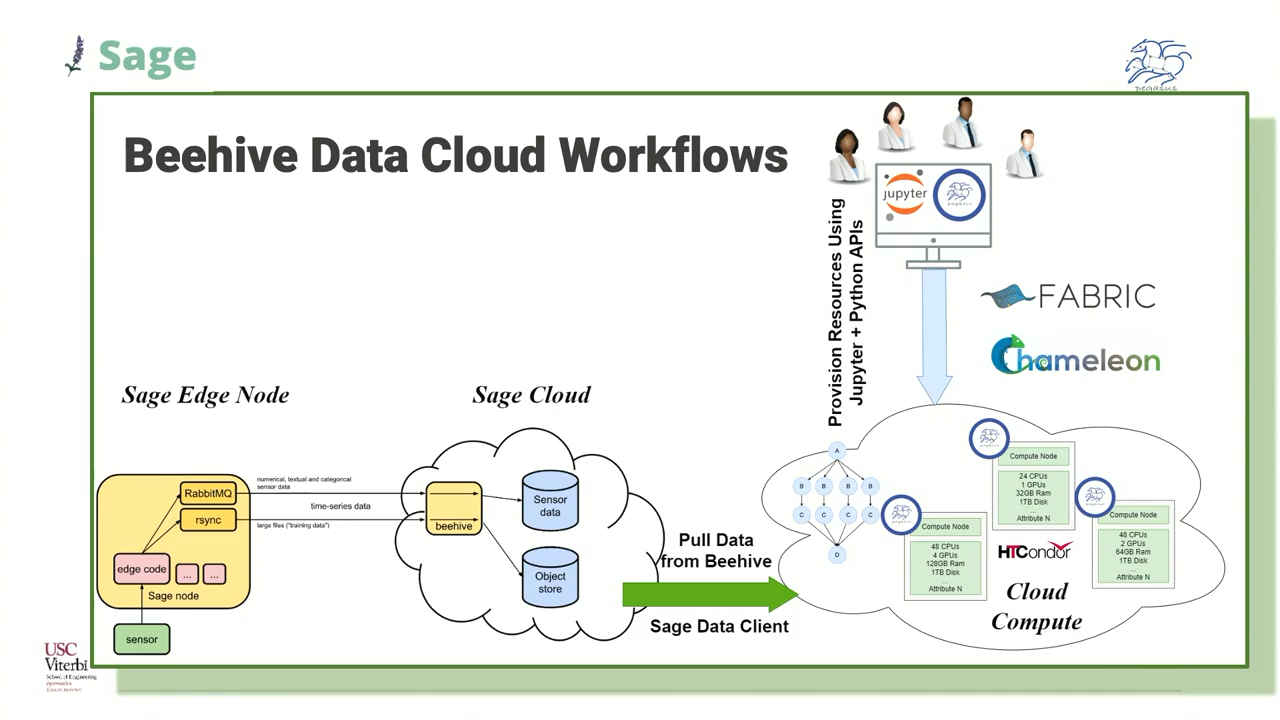 Sage
pegasus
Beehive Data Cloud Workflows
jupyter
pegasus
Provision Resources Using
Jupyter + Python APIs
FABRIC
Chameleon
Sage Edge Node
Sage Cloud
RabbitMQ
rsync
edge code
...
...
Sage node
sensor
numerical, textual and categorical
sensor data
time-series data
large files ("training data")
beehive
Sensor
data
Object
store
Pull Data
from Beehive
Sage Data Client
A
B
B
B
B
C
C
C
C
D
Compute Node
48 CPUs
4 GPUs
128GB Ram
1TB Disk
...
Attribute N
Compute Node
24 CPUs
1 GPUs
32GB Ram
1TB Disk
...
Attribute N
Compute Node
48 CPUs
2 GPUs
64GB Ram
1TB Disk
...
Attribute N
HTCondor
Cloud
Compute
USC
Viterbi
School of Engineering